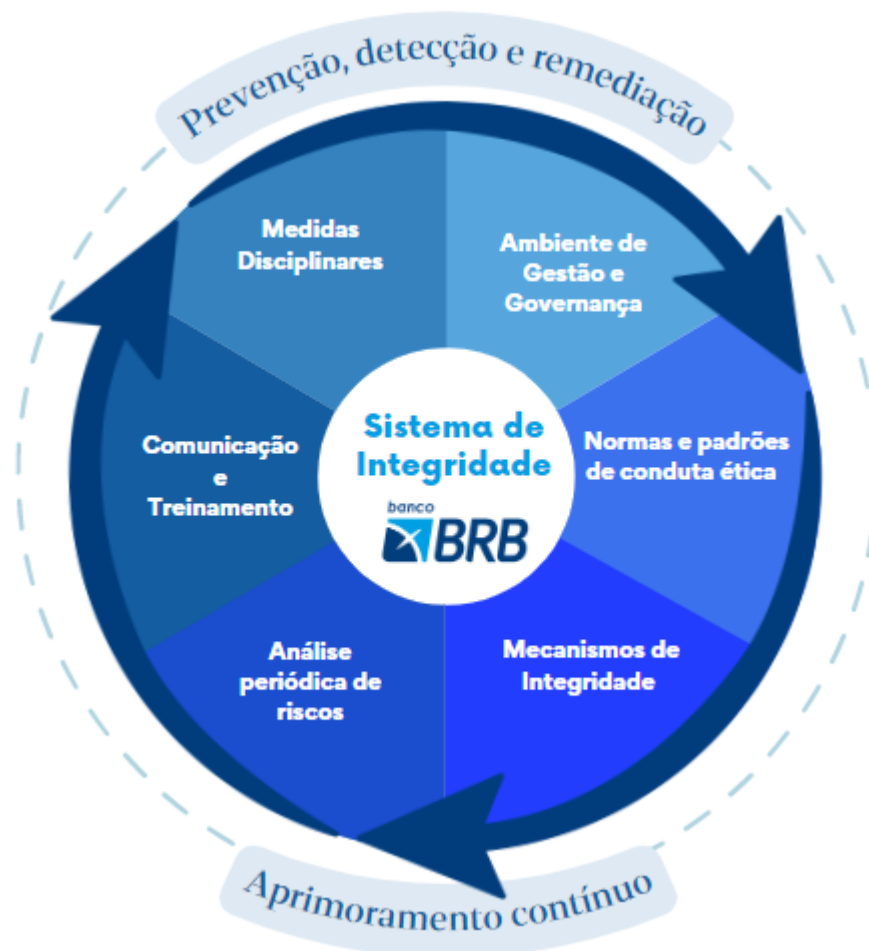 Prevenção, detecção e remediação
Medidas
Disciplinares
Ambiente de
Gestão e
Governança
Comunicação
e
Treinamento
Sistema de
Integridade
banco
BRB
Normas e padrões
de conduta ética
Análise
periódica de
riscos
Mecanismos de
Integridade
Aprimoramento contínuo